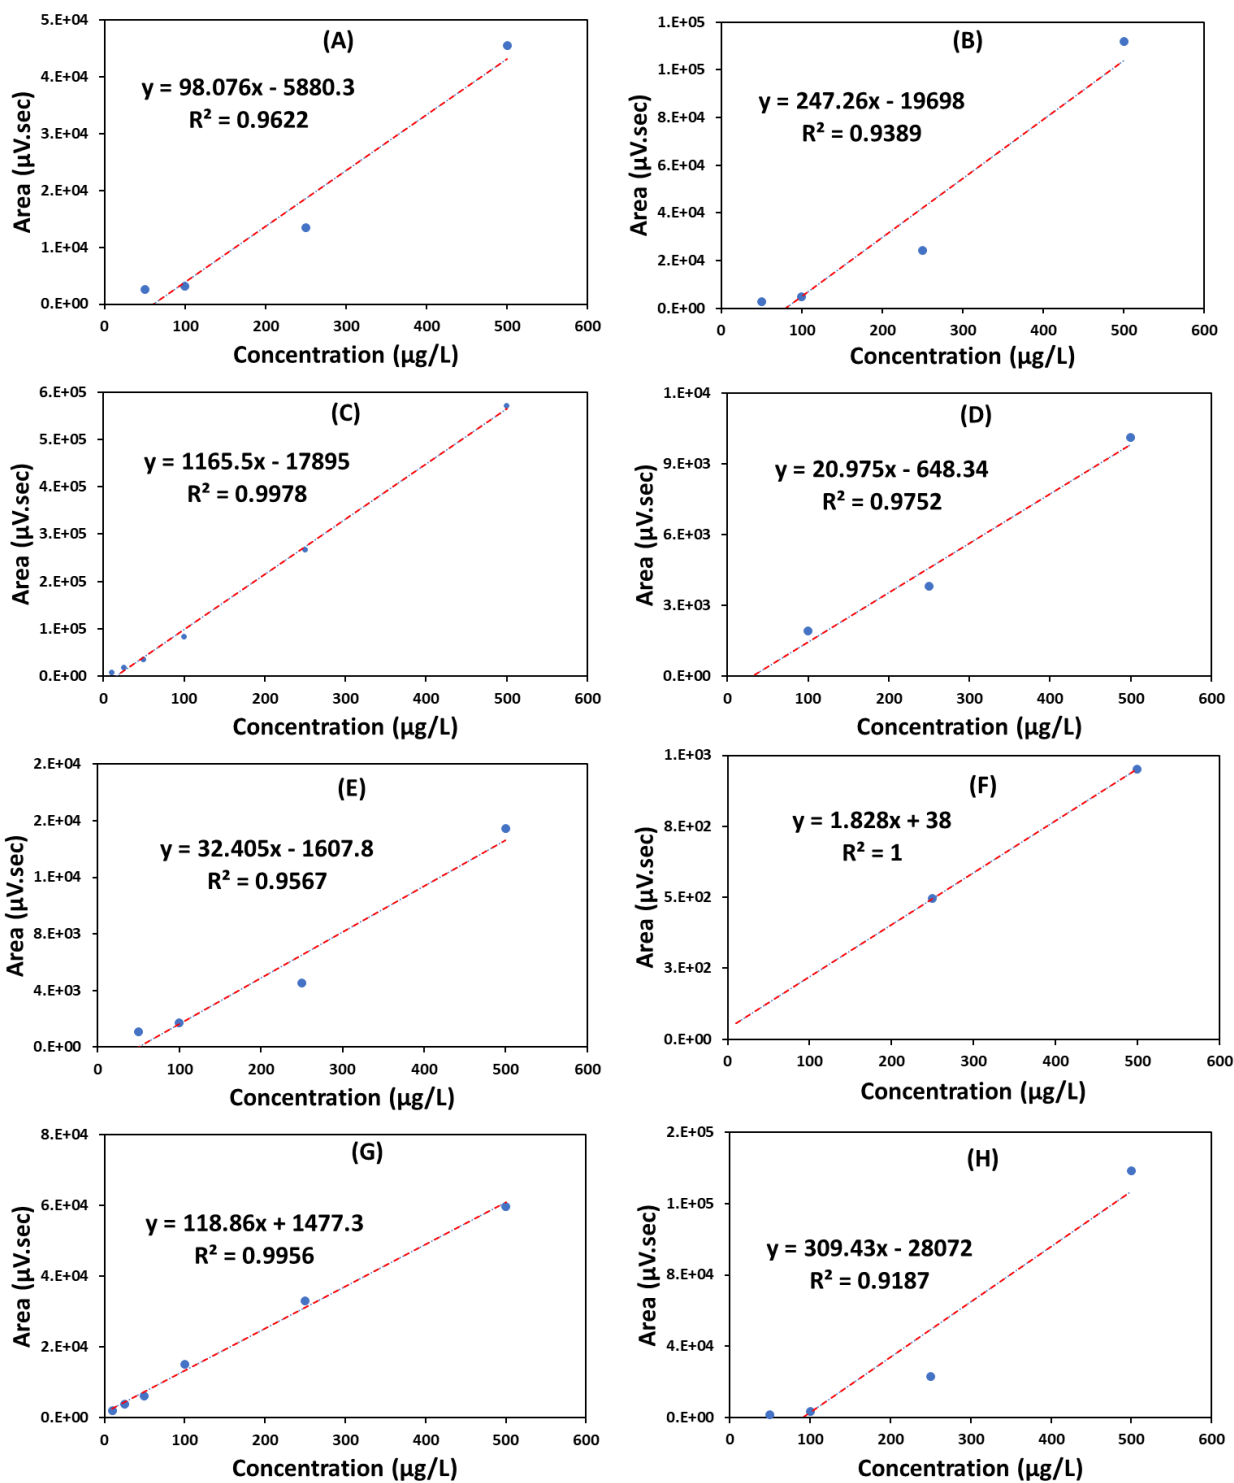 (A)
y = 98.076x - 5880.3
R² = 0.9622
Area (µV.sec)
5.E+04
4.E+04
3.E+04
2.E+04
1.E+04
0.E+00
0 100 200 300 400 500 600
Concentration (µg/L)
(B)
y = 247.26x - 19698
R² = 0.9389
Area (µV.sec)
1.E+05
1.E+05
8.E+04
6.E+04
4.E+04
2.E+04
0.E+00
0 100 200 300 400 500 600
Concentration (µg/L)
(C)
y = 1165.5x - 17895
R² = 0.9978
Area (µV.sec)
6.E+05
5.E+05
4.E+05
3.E+05
2.E+05
1.E+05
0.E+00
0 100 200 300 400 500 600
Concentration (µg/L)
(D)
y = 20.975x - 648.34
R² = 0.9752
Area (µV.sec)
1.E+04
9.E+03
6.E+03
3.E+03
0.E+00
0 100 200 300 400 500 600
Concentration (µg/L)
(E)
y = 32.405x - 1607.8
R² = 0.9567
Area (µV.sec)
2.E+04
2.E+04
1.E+04
8.E+03
4.E+03
0.E+00
0 100 200 300 400 500 600
Concentration (µg/L)
(F)
y = 1.828x + 38
R² = 1
Area (µV.sec)
1.E+03
8.E+02
5.E+02
3.E+02
0.E+00
0 100 200 300 400 500 600
Concentration (µg/L)
(G)
y = 118.86x + 1477.3
R² = 0.9956
Area (µV.sec)
8.E+04
6.E+04
4.E+04
2.E+04
0.E+00
0 100 200 300 400 500 600
Concentration (µg/L)
(H)
y = 309.43x - 28072
R² = 0.9187
Area (µV.sec)
2.E+05
1.E+05
8.E+04
4.E+04
0.E+00
0 100 200 300 400 500 600
Concentration (µg/L)